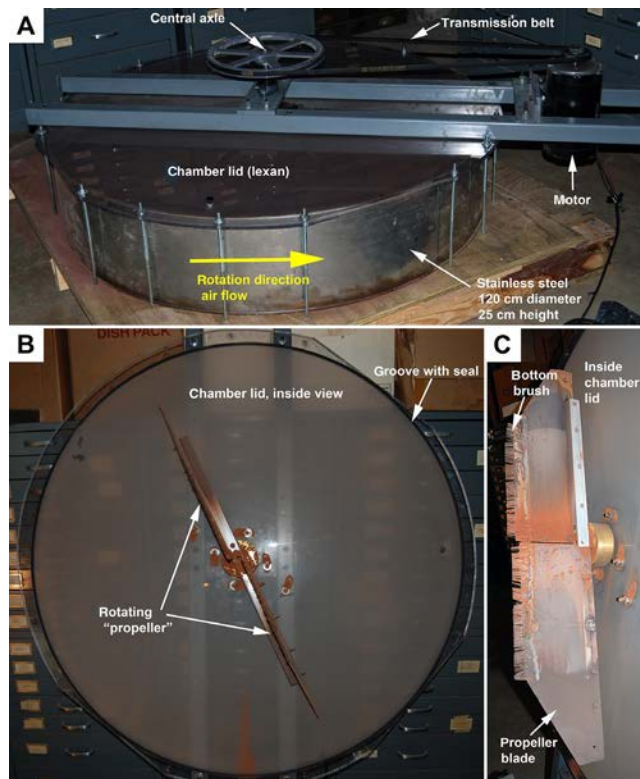 A
Central axle
Transmission belt
Chamber lid (lexan)
Motor
Rotation direction
air flow
Stainless steel
120 cm diameter
25 cm height
B
DISH PACK
Chamber lid, inside view
Groove with seal
Rotating
"propeller"
C
Bottom
brush
Inside
chamber
lid
Propeller
blade